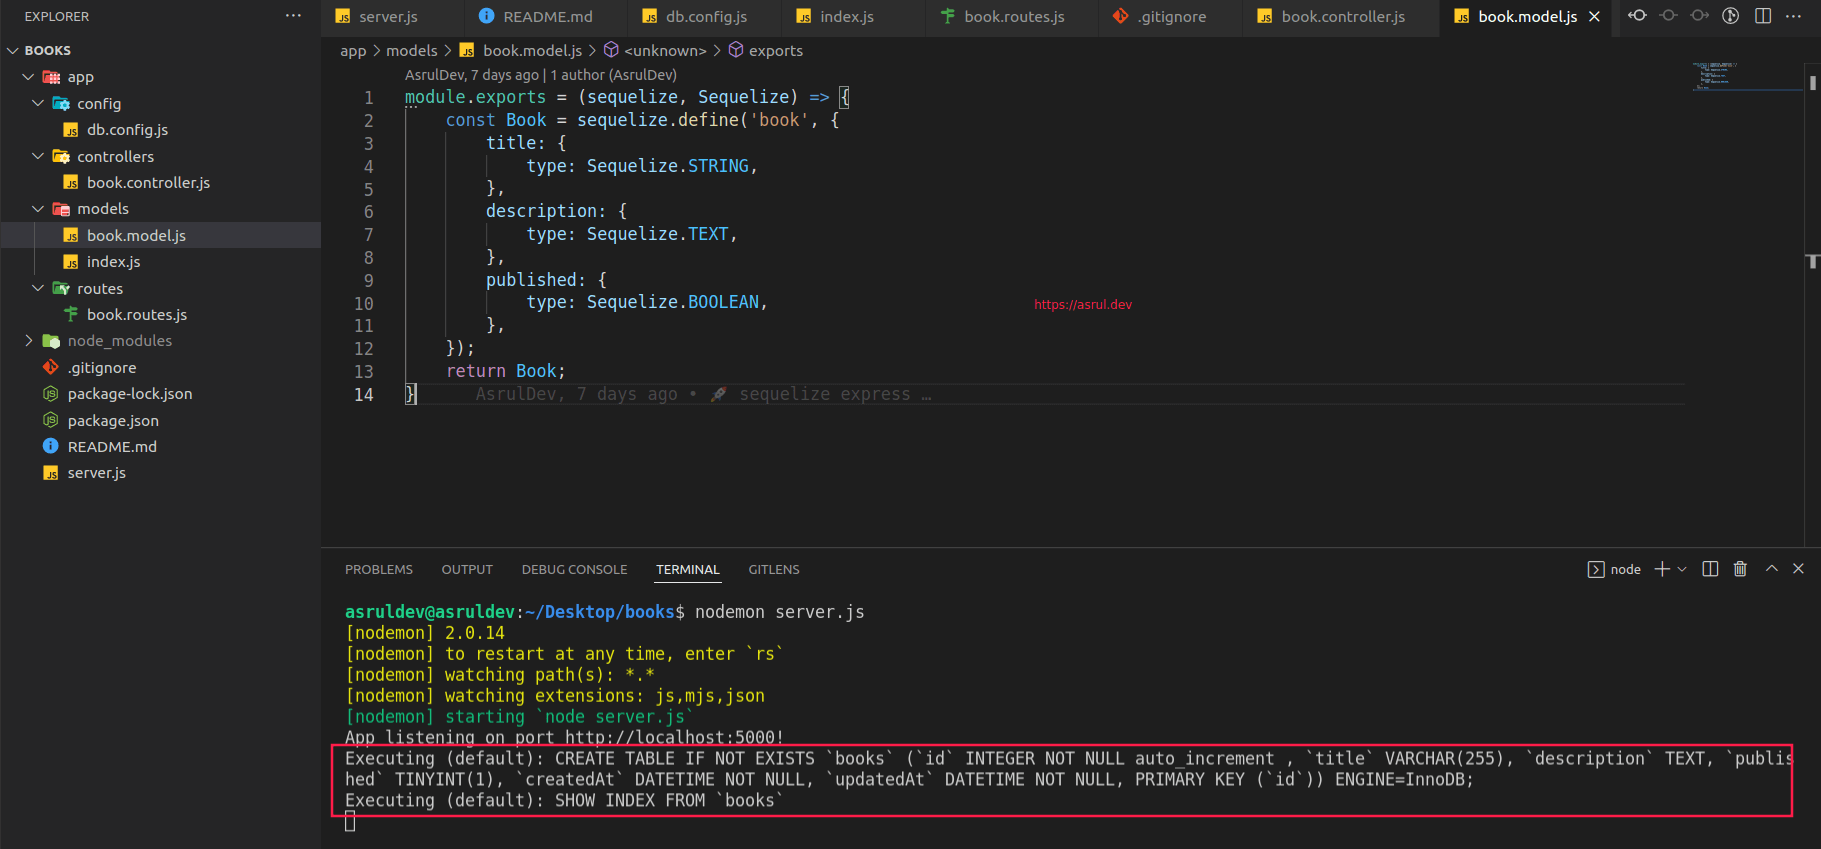 EXPLORER
BOOKS
app
config
db.config.js
controllers
book.controller.js
models
book.model.js
index.js
routes
book.routes.js
node_modules
.gitignore
package-lock.json
package.json
README.md
server.js
server.js README.md db.config.js index.js book.routes.js .gitignore book.controller.js book.model.js
app > models > book.model.js > <unknown> > exports
AsrulDev, 7 days ago | 1 author (AsrulDev)
1 module.exports = (sequelize, Sequelize) => {
2     const Book = sequelize.define('book', {
3         title: {
4             type: Sequelize.STRING,
5         },
6         description: {
7             type: Sequelize.TEXT,
8         },
9         published: {
10             type: Sequelize.BOOLEAN,
11         },
12     });
13     return Book;
14 } AsrulDev, 7 days ago • 🚀 sequelize express …
https://asrul.dev
PROBLEMS OUTPUT DEBUG CONSOLE TERMINAL GITLENS
node
asruldev@asruldev:~/Desktop/books$ nodemon server.js
[nodemon] 2.0.14
[nodemon] to restart at any time, enter `rs`
[nodemon] watching path(s): *.*
[nodemon] watching extensions: js,mjs,json
[nodemon] starting `node server.js`
App listening on port http://localhost:5000!
Executing (default): CREATE TABLE IF NOT EXISTS `books` (`id` INTEGER NOT NULL auto_increment , `title` VARCHAR(255), `description` TEXT, `publis
hed` TINYINT(1), `createdAt` DATETIME NOT NULL, `updatedAt` DATETIME NOT NULL, PRIMARY KEY (`id`)) ENGINE=InnoDB;
Executing (default): SHOW INDEX FROM `books`